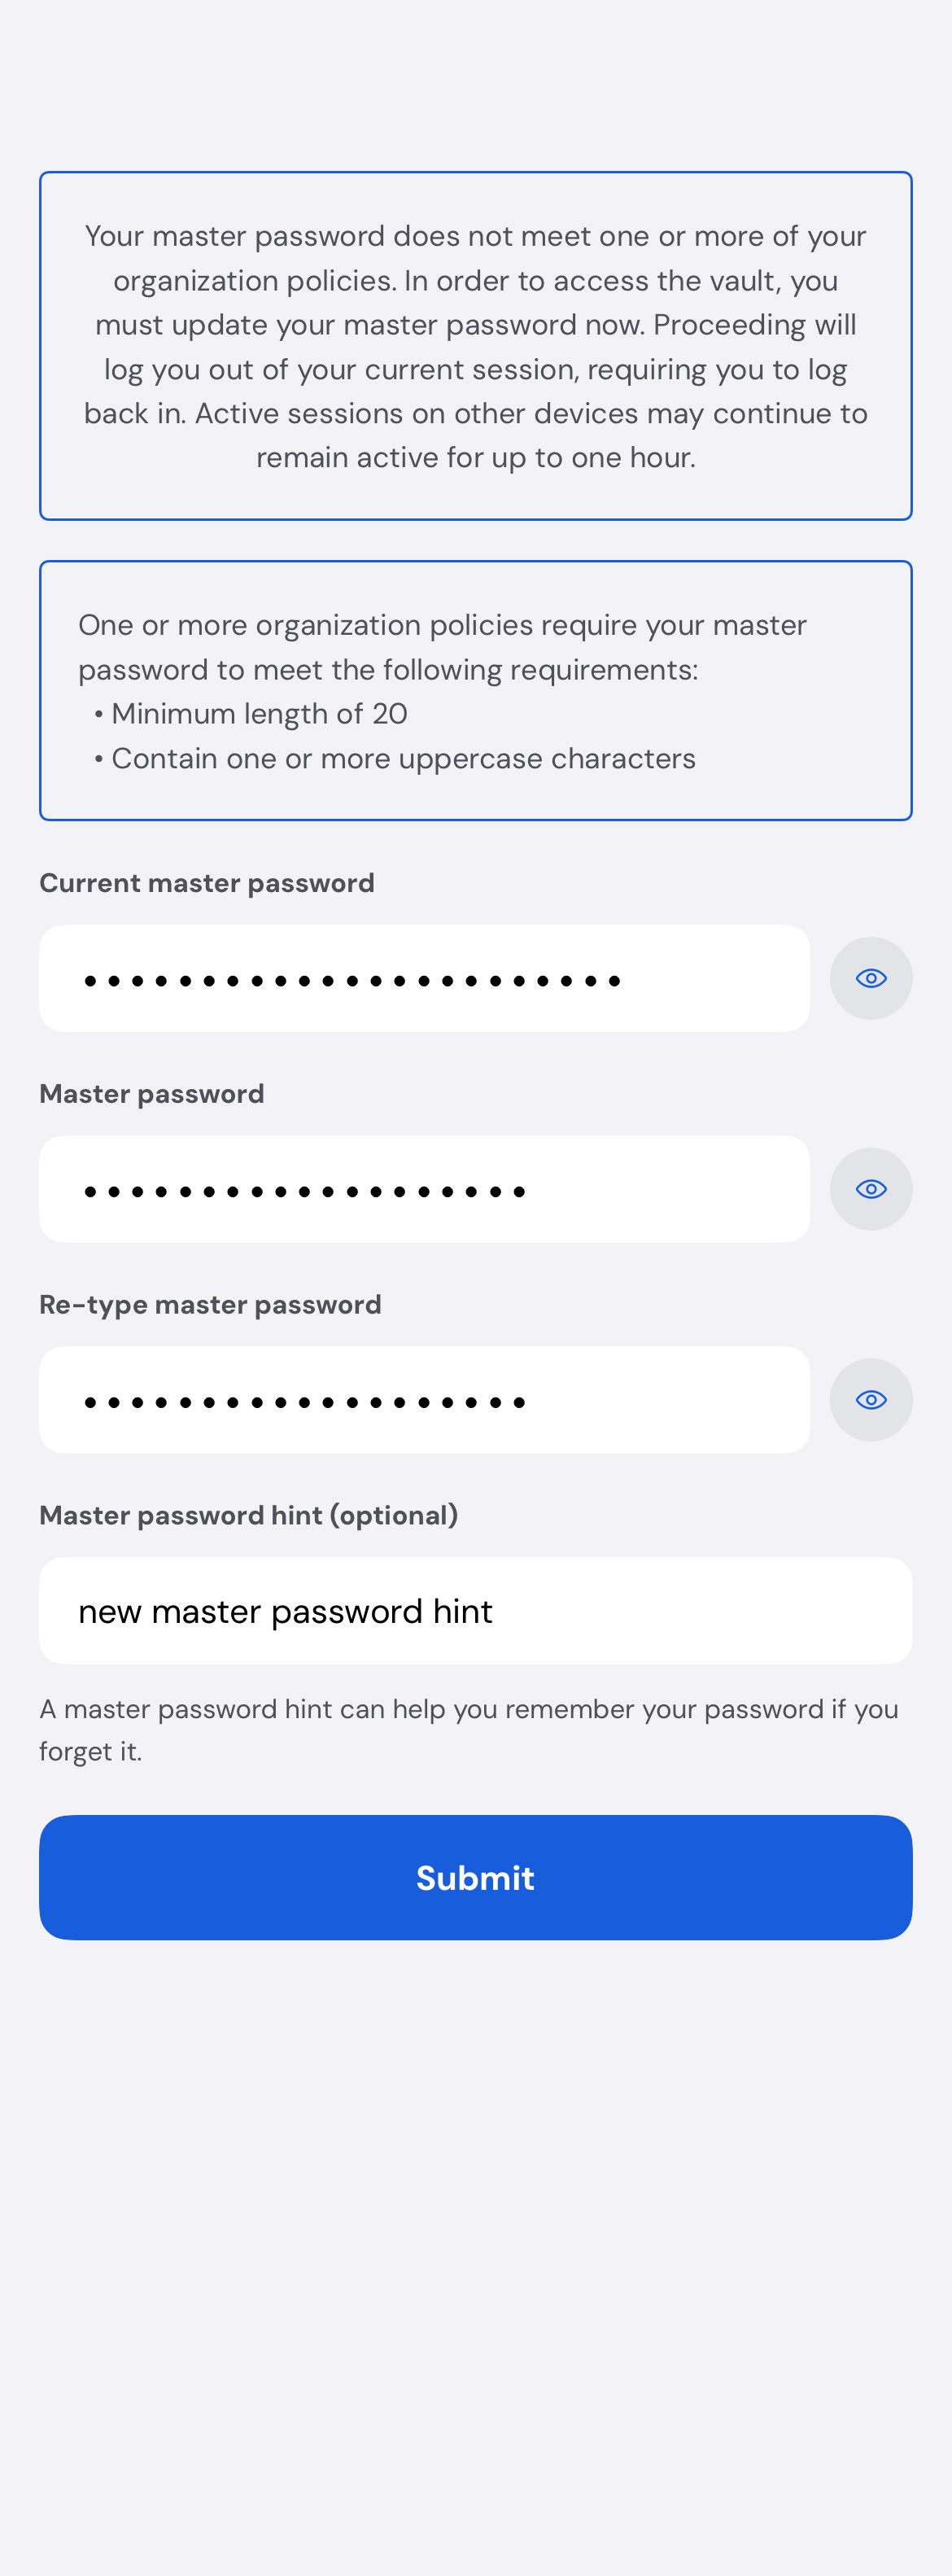 Your master password does not meet one or more of your
organization policies. In order to access the vault, you
must update your master password now. Proceeding will
log you out of your current session, requiring you to log
back in. Active sessions on other devices may continue to
remain active for up to one hour.
One or more organization policies require your master
password to meet the following requirements:
• Minimum length of 20
• Contain one or more uppercase characters
Current master password
•••••••••••••••••••••••
Master password
•••••••••••••••••••
Re-type master password
•••••••••••••••••••
Master password hint (optional)
new master password hint
A master password hint can help you remember your password if you
forget it.
Submit